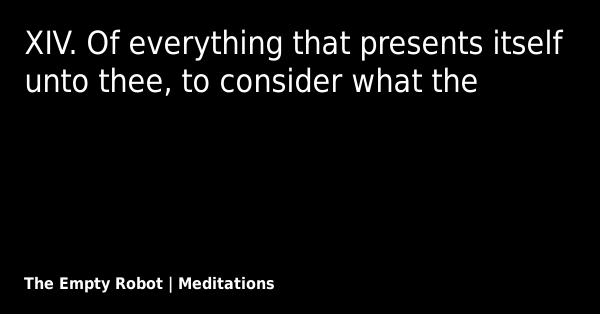 XIV. Of everything that presents itself
unto thee, to consider what the
The Empty Robot | Meditations